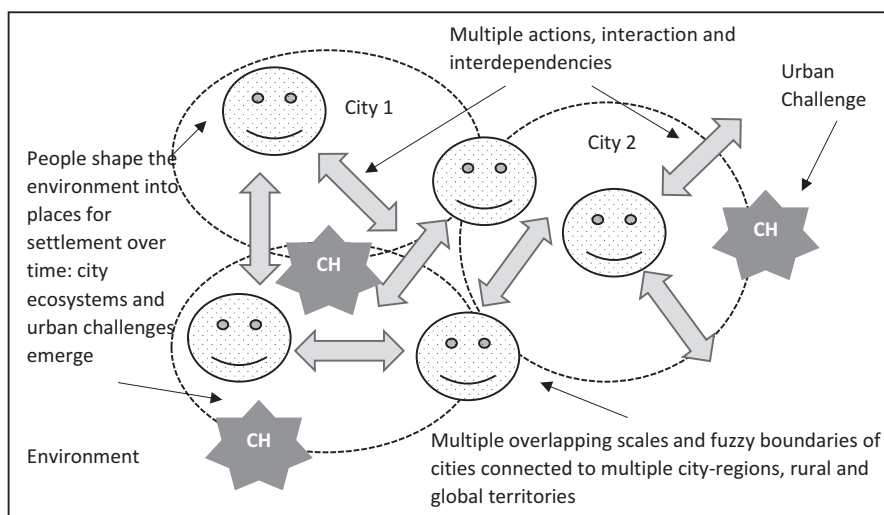 Multiple actions, interaction and
interdependencies
Urban
Challenge
City 1
City 2
People shape the
environment into
places for
settlement over
time: city
ecosystems and
urban challenges
emerge
CH
CH
CH
Environment
Multiple overlapping scales and fuzzy boundaries of
cities connected to multiple city-regions, rural and
global territories